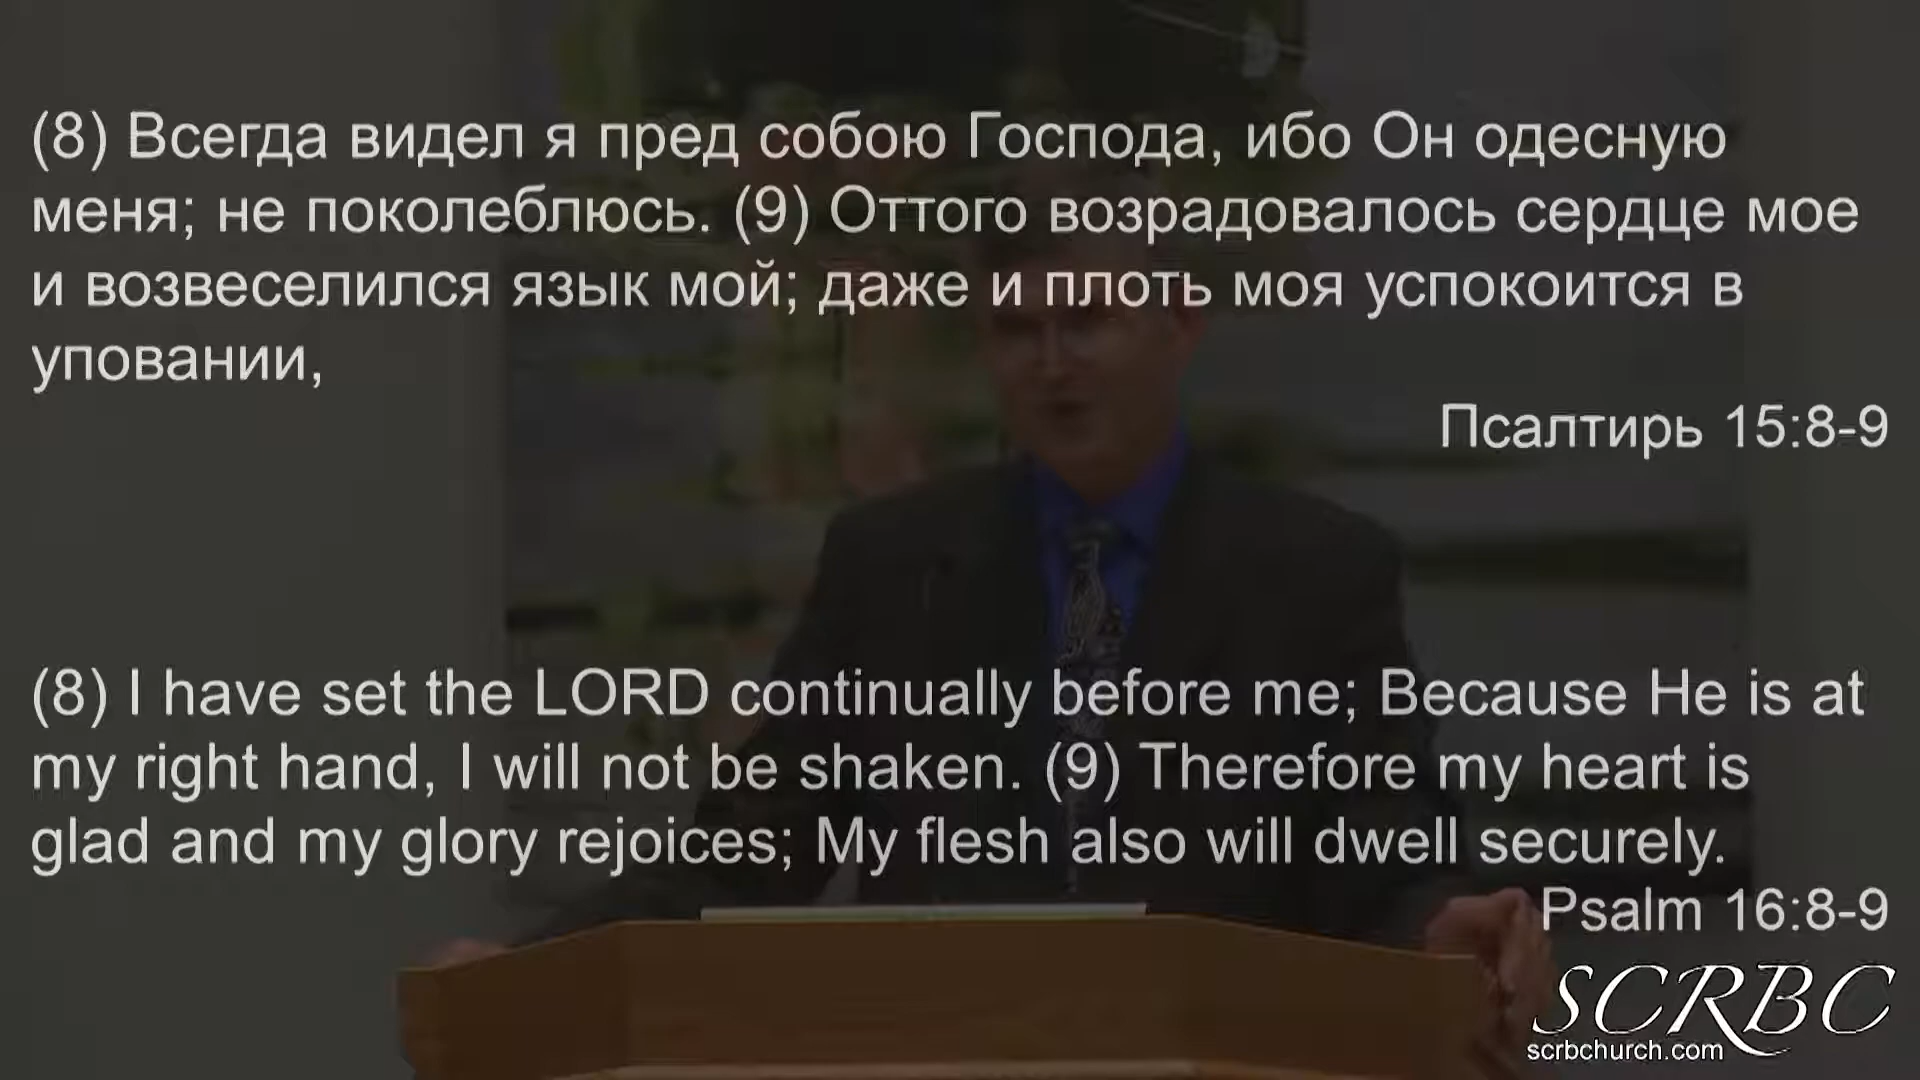 (8) Всегда видел я пред собою Господа, ибо Он одесную
меня; не поколеблюсь. (9) Оттого возрадовалось сердце мое
и возвеселился язык мой; даже и плоть моя успокоится в
уповании,
Псалтирь 15:8-9
(8) I have set the LORD continually before me; Because He is at
my right hand, I will not be shaken. (9) Therefore my heart is
glad and my glory rejoices; My flesh also will dwell securely.
Psalm 16:8-9
SCRBC
scrbchurch.com